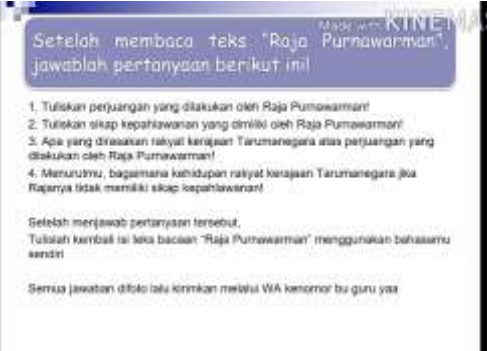 Made with KINEMA
Setelah membaca teks "Raja Purnawarman",
jawablah pertanyaan berikut ini!
1. Tuliskan perjuangan yang dilakukan oleh Raja Purnawarman!
2. Tuliskan sikap kepahlawanan yang dimiliki oleh Raja Purnawarman!
3. Apa yang dirasakan rakyat kerajaan Tarumanegara atas perjuangan yang
dilakukan oleh Raja Purnawarman!
4. Menurutmu, bagaimana kehidupan rakyat kerajaan Tarumanegara jika
Rajanya tidak memiliki sikap kepahlawanan!
Setelah menjawab pertanyaan tersebut,
Tulislah kembali isi teks bacaan "Raja Purnawarman" menggunakan bahasamu
sendiri
Semua jawaban difoto lalu kirimkan melalui WA kenomor bu guru yaa